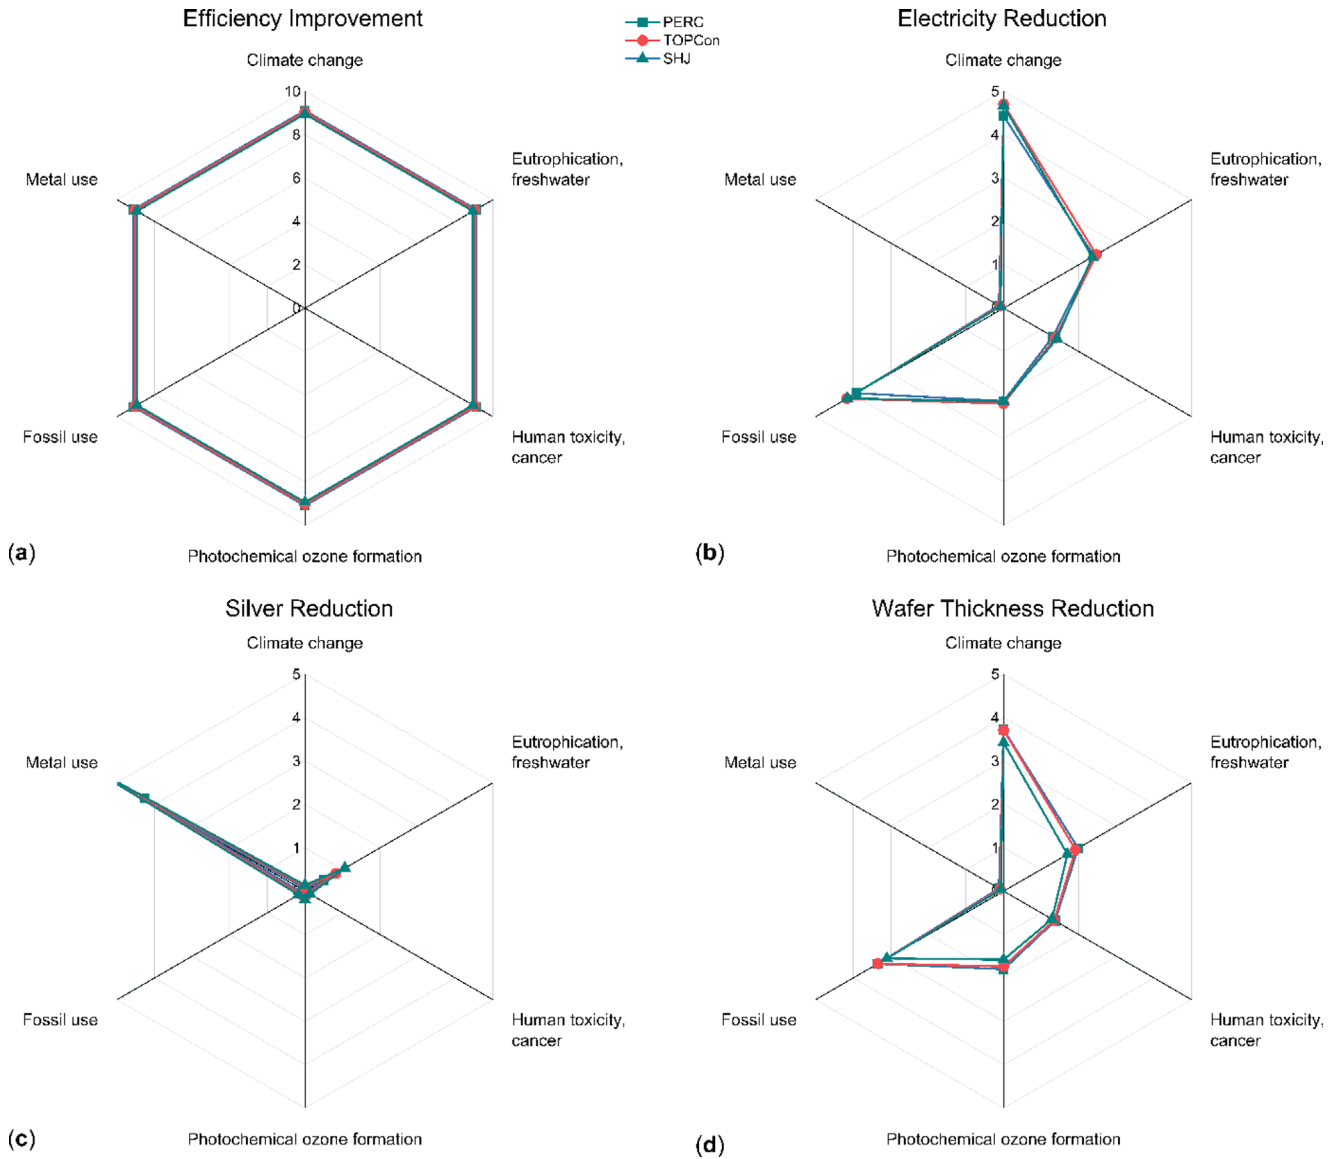 Efficiency Improvement
PERC
TOPCon
SHJ
Electricity Reduction
Climate change
10
8
6
4
2
0
Eutrophication,
freshwater
Metal use
Fossil use
Human toxicity,
cancer
Photochemical ozone formation
(a)
Climate change
5
4
3
2
1
Eutrophication,
freshwater
Metal use
Fossil use
Human toxicity,
cancer
Photochemical ozone formation
(b)
Silver Reduction
Climate change
5
4
3
2
1
Eutrophication,
freshwater
Metal use
Fossil use
Human toxicity,
cancer
Photochemical ozone formation
(c)
Wafer Thickness Reduction
Climate change
5
4
3
2
1
Eutrophication,
freshwater
Metal use
Fossil use
Human toxicity,
cancer
Photochemical ozone formation
(d)